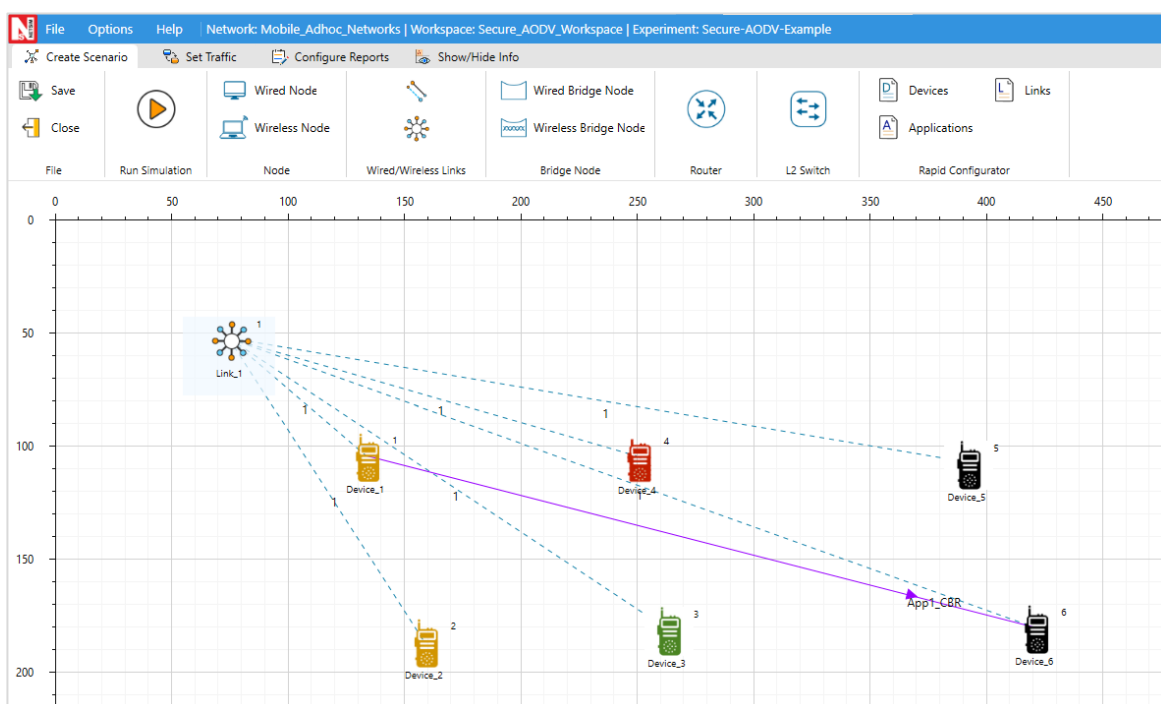 NETSIM
File Options Help Network: Mobile_Adhoc_Networks | Workspace: Secure_AODV_Workspace | Experiment: Secure-AODV-Example
Create Scenario Set Traffic Configure Reports Show/Hide Info
Save Wired Node Wired Bridge Node Devices Links
Close Wireless Node Wireless Bridge Node Applications
File Run Simulation Node Wired/Wireless Links Bridge Node Router L2 Switch Rapid Configurator
0 50 100 150 200 250 300 350 400 450
0
50
1
Link_1
1 1 1
100
1 4 5
Device_1 Device_4 Device_5
1 1 1
150
App1_CBR
2 3 6
Device_2 Device_3 Device_6
200